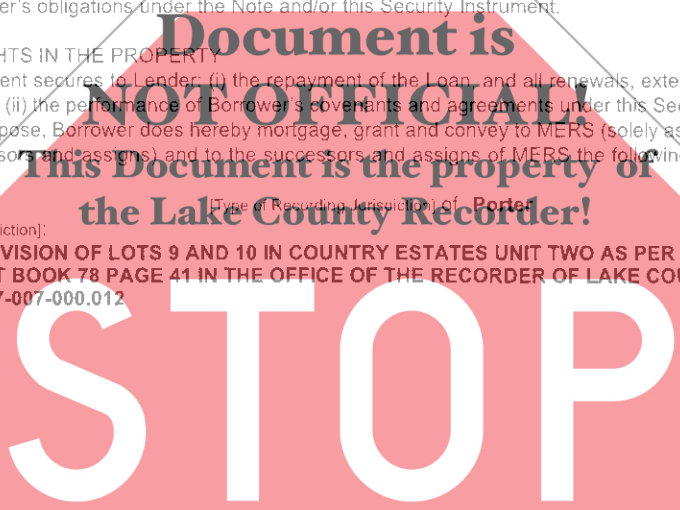 er's obligations under the Note and/or this Security Instrument.
Document is
HTS IN THE PROPERTY
ent secures to Lender: (i) the repayment of the Loan, and all renewals, exte
NOT OFFICIAL!
(ii) the performance of Borrower's covenants and agreements under this Sec
pose, Borrower does hereby mortgage, grant and convey to MERS (solely as
sors and assigns) and to the successors and assigns of MERS the followin
This Document is the property of
[Type of Recording Jurisdiction] of Porter
the Lake County Recorder!
iction]:
VISION OF LOTS 9 AND 10 IN COUNTRY ESTATES UNIT TWO AS PER
T BOOK 78 PAGE 41 IN THE OFFICE OF THE RECORDER OF LAKE COU
7-007-000.012
STOP